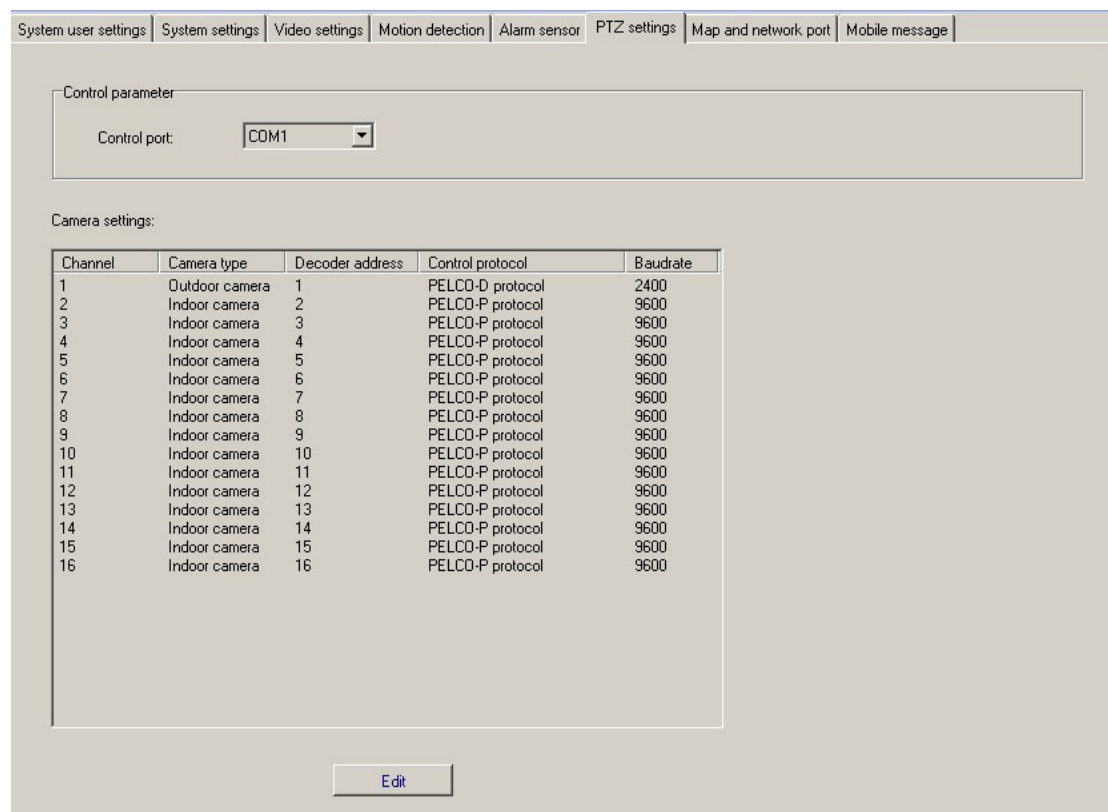 System user settings System settings Video settings Motion detection Alarm sensor PTZ settings Map and network port Mobile message
Control parameter
Control port: COM1
Camera settings:
Channel Camera type Decoder address Control protocol Baudrate
1 Outdoor camera 1 PELCO-D protocol 2400
2 Indoor camera 2 PELCO-P protocol 9600
3 Indoor camera 3 PELCO-P protocol 9600
4 Indoor camera 4 PELCO-P protocol 9600
5 Indoor camera 5 PELCO-P protocol 9600
6 Indoor camera 6 PELCO-P protocol 9600
7 Indoor camera 7 PELCO-P protocol 9600
8 Indoor camera 8 PELCO-P protocol 9600
9 Indoor camera 9 PELCO-P protocol 9600
10 Indoor camera 10 PELCO-P protocol 9600
11 Indoor camera 11 PELCO-P protocol 9600
12 Indoor camera 12 PELCO-P protocol 9600
13 Indoor camera 13 PELCO-P protocol 9600
14 Indoor camera 14 PELCO-P protocol 9600
15 Indoor camera 15 PELCO-P protocol 9600
16 Indoor camera 16 PELCO-P protocol 9600
Edit